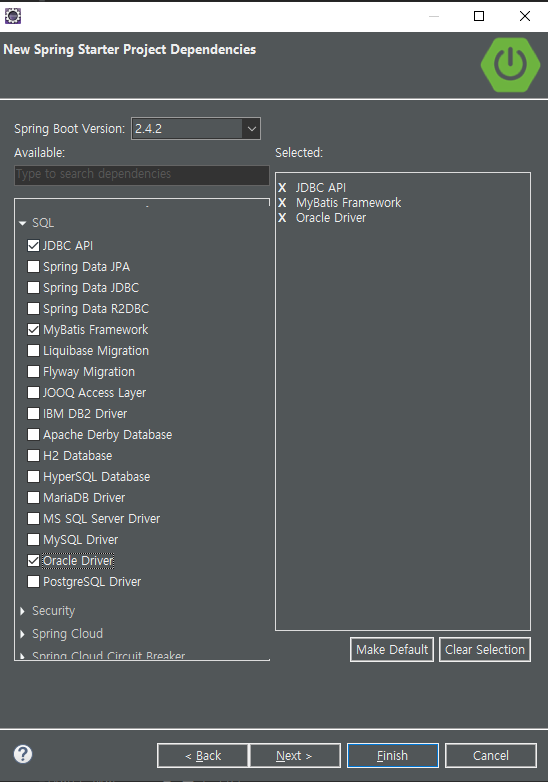 New Spring Starter Project Dependencies
Spring Boot Version: 2.4.2
Available:
Type to search dependencies
SQL
JDBC API
Spring Data JPA
Spring Data JDBC
Spring Data R2DBC
MyBatis Framework
Liquibase Migration
Flyway Migration
JOOQ Access Layer
IBM DB2 Driver
Apache Derby Database
H2 Database
HyperSQL Database
MariaDB Driver
MS SQL Server Driver
MySQL Driver
Oracle Driver
PostgreSQL Driver
Security
Spring Cloud
Spring Cloud Circuit Breaker
Selected:
X JDBC API
X MyBatis Framework
X Oracle Driver
Make Default Clear Selection
? < Back Next > Finish Cancel